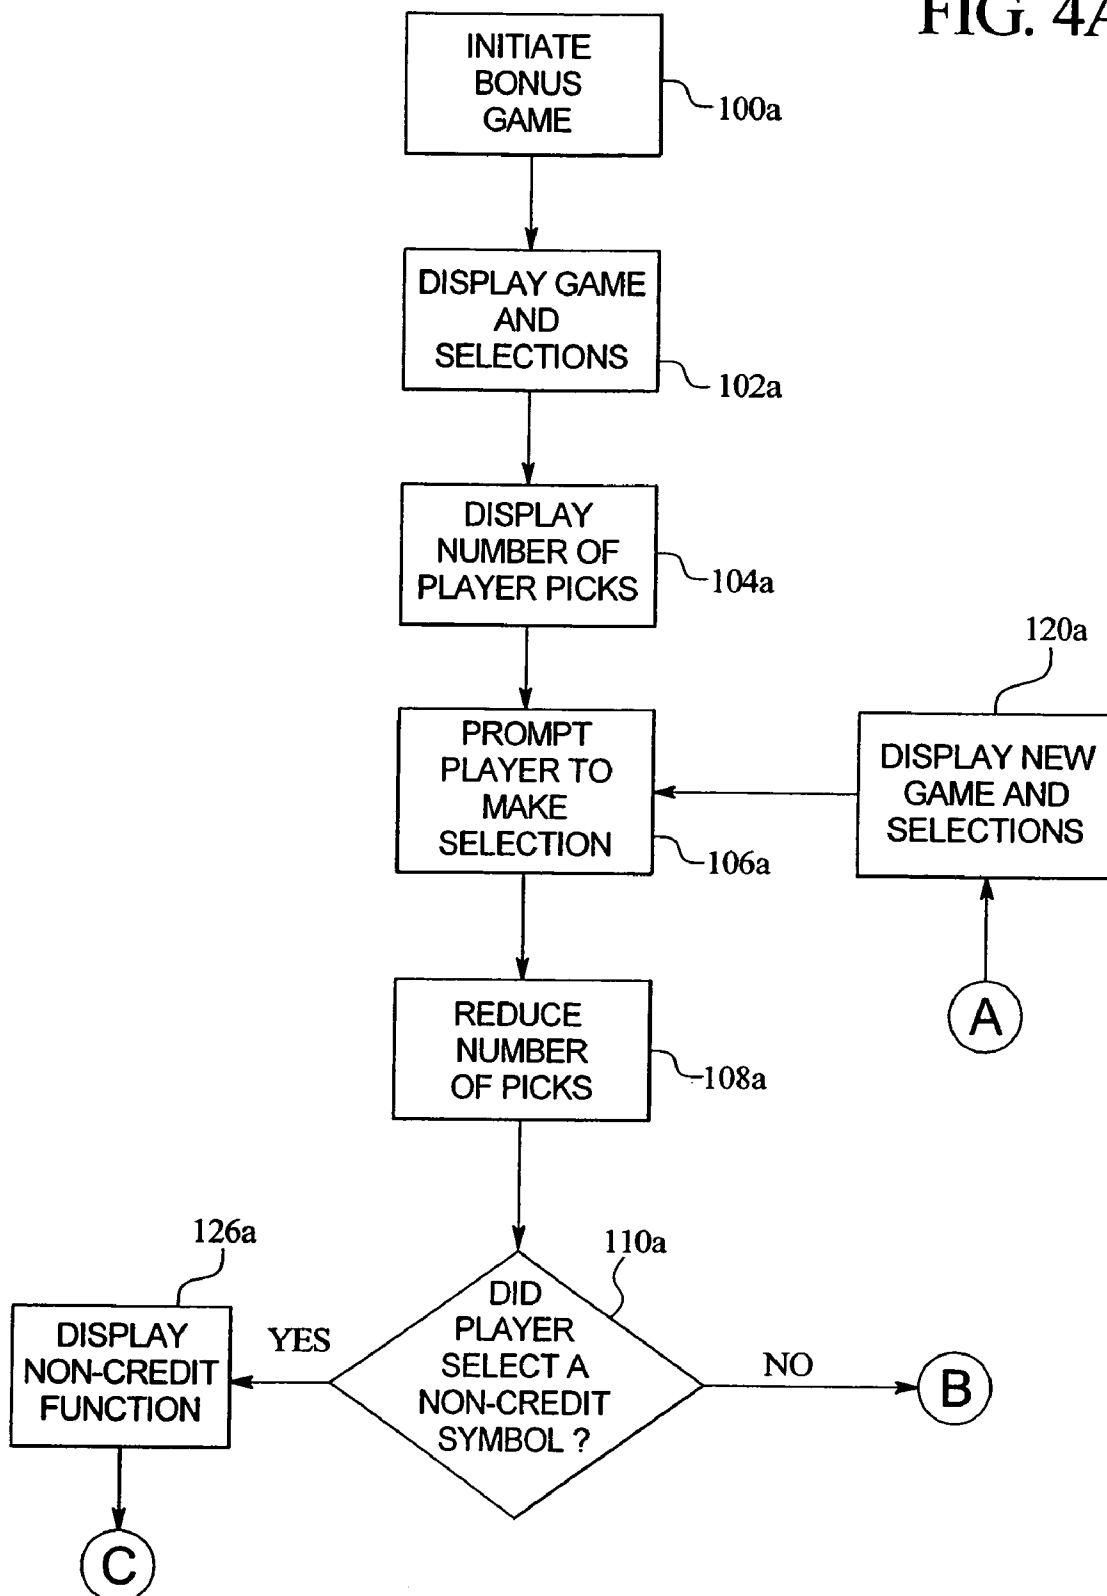 FIG. 4A
INITIATE
BONUS
GAME
100a
DISPLAY GAME
AND
SELECTIONS
102a
DISPLAY
NUMBER OF
PLAYER PICKS
104a
120a
PROMPT
PLAYER TO
MAKE
SELECTION
106a
DISPLAY NEW
GAME AND
SELECTIONS
A
REDUCE
NUMBER
OF PICKS
108a
126a
110a
DISPLAY
NON-CREDIT
FUNCTION
YES
DID
PLAYER
SELECT A
NON-CREDIT
SYMBOL ?
NO
B
C